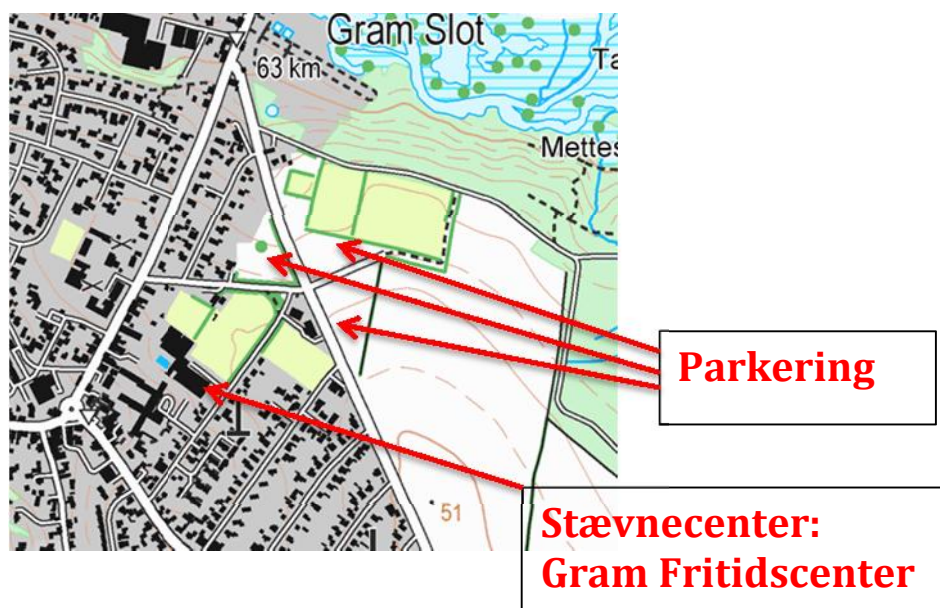 Gram Slot
Ta
63 km
Mettes
Parkering
51
Stævnecenter:
Gram Fritidscenter